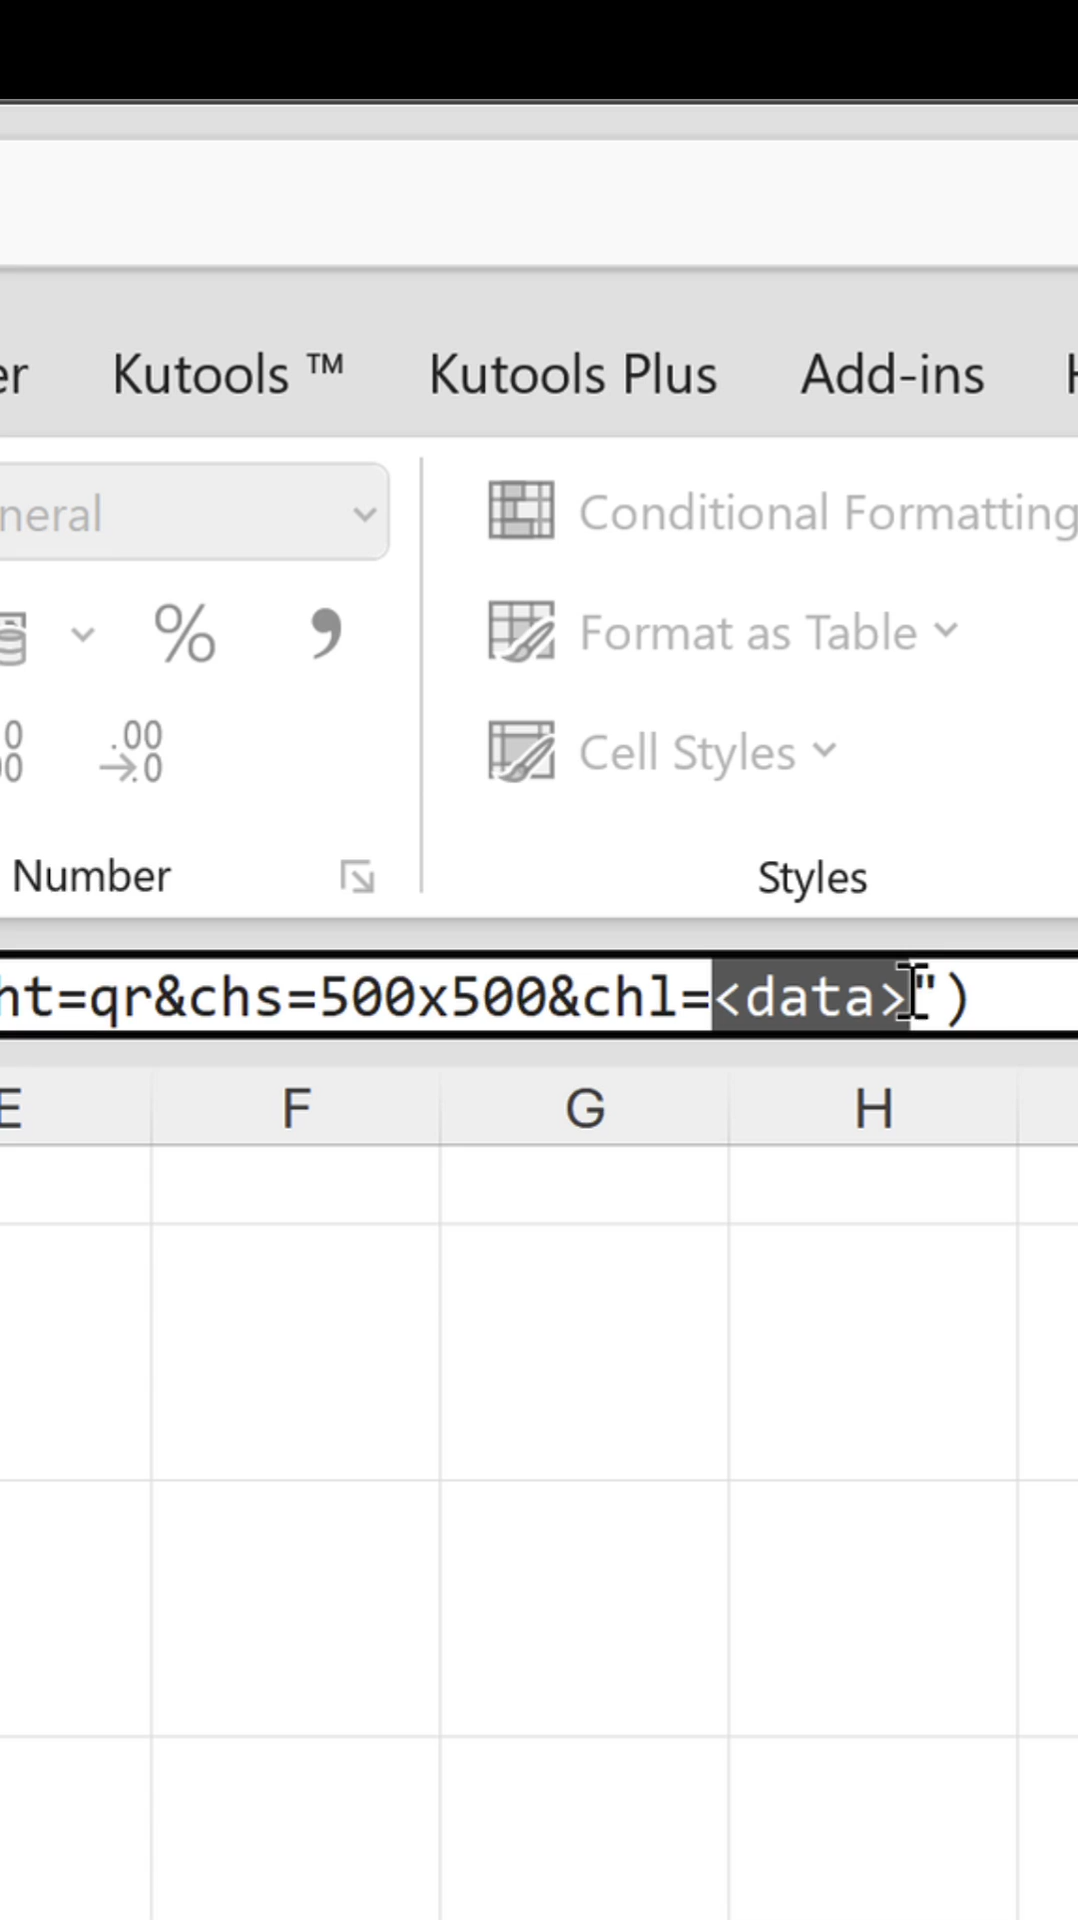 er Kutools ™ Kutools Plus Add-ins H
neral
Conditional Formatting
% , Format as Table
0 .00
00 →.0 Cell Styles
Number Styles
ht=qr&chs=500x500&chl=<data>")
E F G H